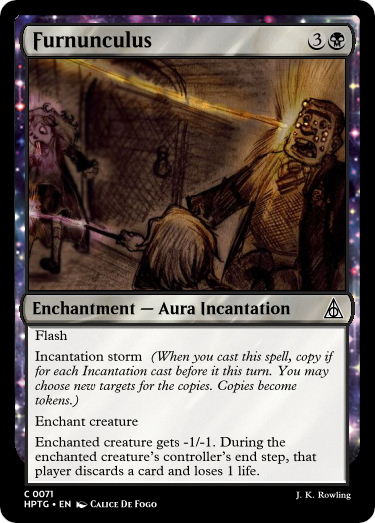 Furnunculus 3
Enchantment — Aura Incantation
Flash
Incantation storm (When you cast this spell, copy if
for each Incantation cast before it this turn. You may
choose new targets for the copies. Copies become
tokens.)
Enchant creature
Enchanted creature gets -1/-1. During the
enchanted creature's controller's end step, that
player discards a card and loses 1 life.
C 0071
HPTG • EN Calice De Fogo
J. K. Rowling